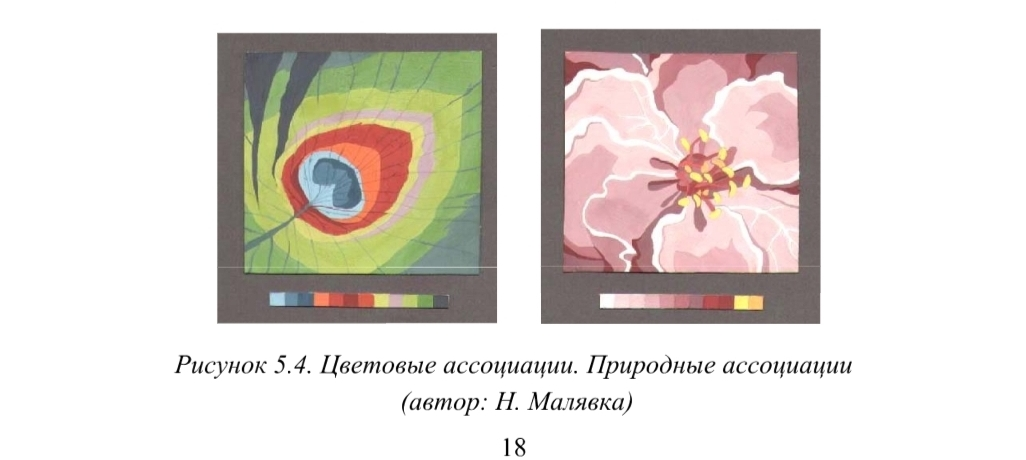 Рисунок 5.4. Цветовые ассоциации. Природные ассоциации
(автор: Н. Малявка)
18